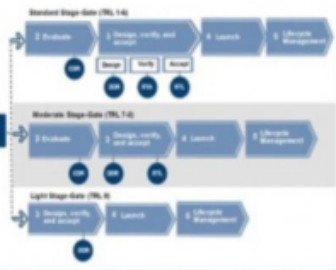 Standard Stage-Gate (TRL 1-6)
2 Evaluate
3 Design, verify, and accept
4 Launch
5 Lifecycle Management
Design
Verify
Accept
Moderate Stage-Gate (TRL 7-8)
2 Evaluate
3 Design, verify, and accept
4 Launch
5 Lifecycle Management
Light Stage-Gate (TRL 9)
3 Design, verify, and accept
4 Launch
5 Lifecycle Management